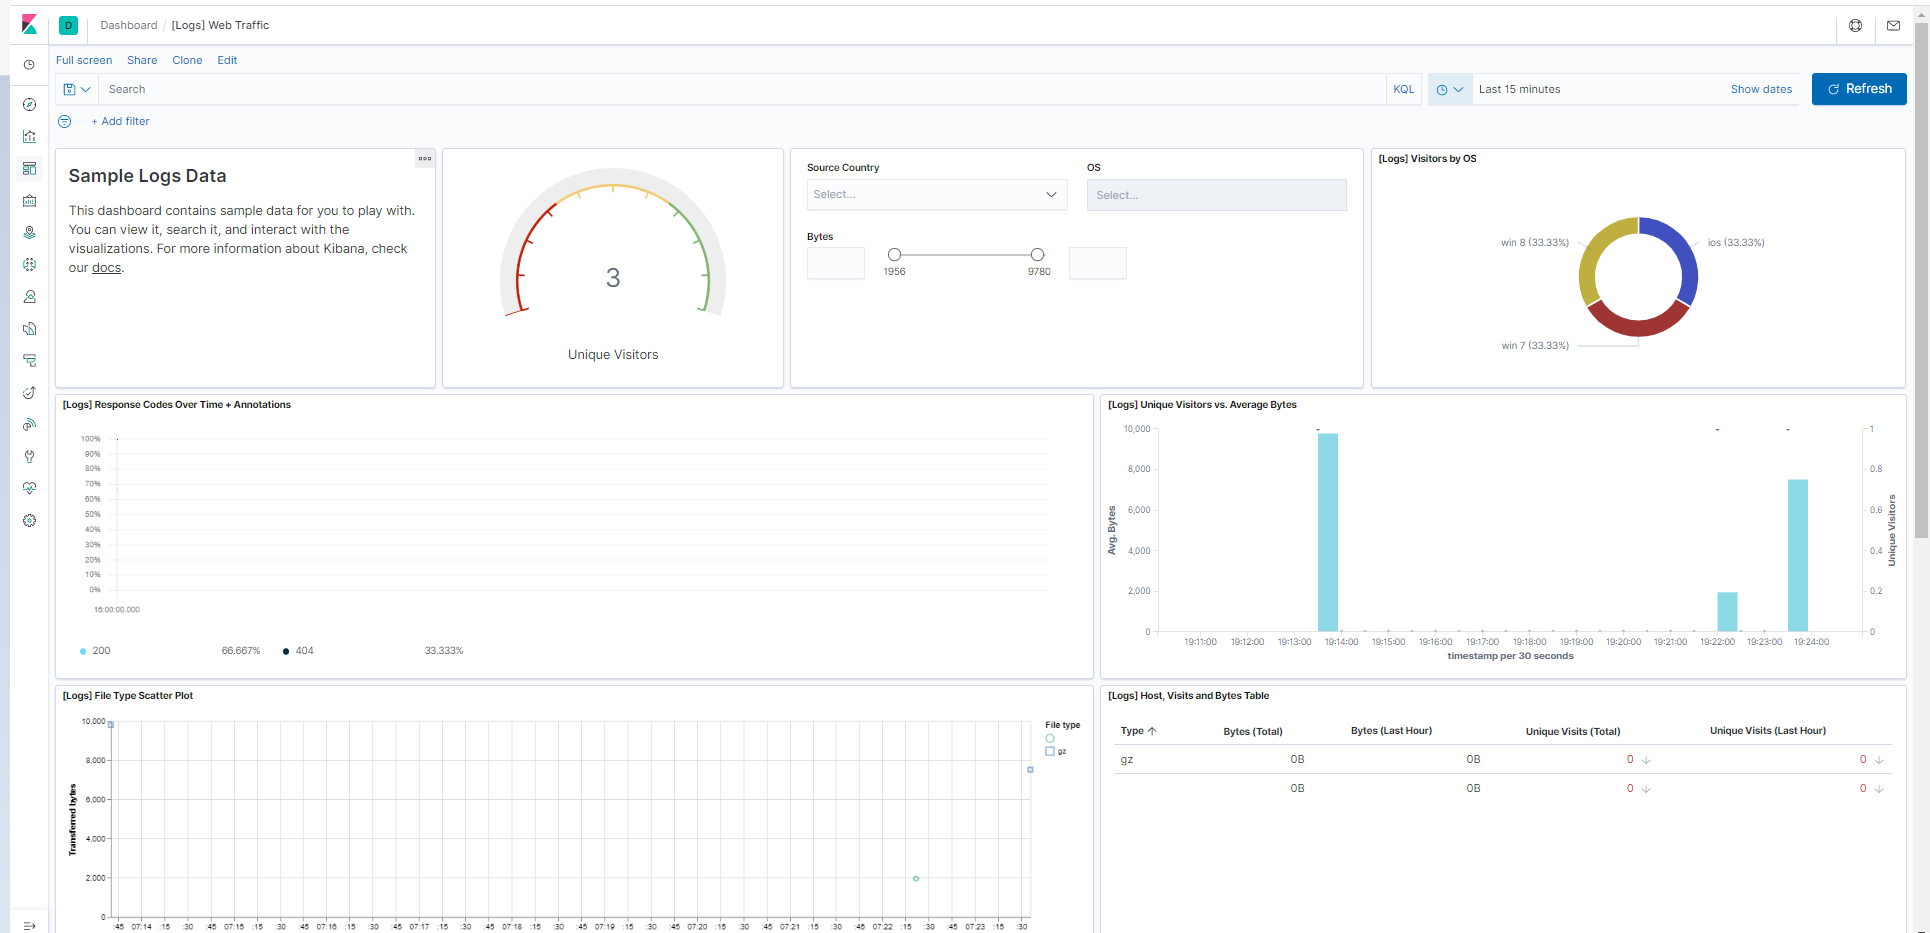 D Dashboard / [Logs] Web Traffic
Full screen Share Clone Edit
Search KQL Last 15 minutes Show dates Refresh
+ Add filter
Sample Logs Data
This dashboard contains sample data for you to play with.
You can view it, search it, and interact with the
visualizations. For more information about Kibana, check
our docs.
3
Unique Visitors
Source Country OS
Select... Select...
Bytes
1956 9780
[Logs] Visitors by OS
win 8 (33.33%) ios (33.33%)
win 7 (33.33%)
[Logs] Response Codes Over Time + Annotations
100%
90%
80%
70%
60%
50%
40%
30%
20%
10%
0%
16:00:00.000
200 66.667% 404 33.333%
[Logs] Unique Visitors vs. Average Bytes
10,000 1
8,000 0.8
6,000 0.6
4,000 0.4
2,000 0.2
0 0
Avg. Bytes
Unique Visitors
19:11:00 19:12:00 19:13:00 19:14:00 19:15:00 19:16:00 19:17:00 19:18:00 19:19:00 19:20:00 19:21:00 19:22:00 19:23:00 19:24:00
timestamp per 30 seconds
[Logs] File Type Scatter Plot
10,000
8,000
6,000
4,000
2,000
0
Transferred bytes
:45 07:14 :15 :30 :45 07:15 :15 :30 :45 07:16 :15 :30 :45 07:17 :15 :30 :45 07:18 :15 :30 :45 07:19 :15 :30 :45 07:20 :15 :30 :45 07:21 :15 :30 :45 07:22 :15 :30 :45 07:23 :15 :30
File type
gz
[Logs] Host, Visits and Bytes Table
Type Bytes (Total) Bytes (Last Hour) Unique Visits (Total) Unique Visits (Last Hour)
gz 0B 0B 0 0
0B 0B 0 0